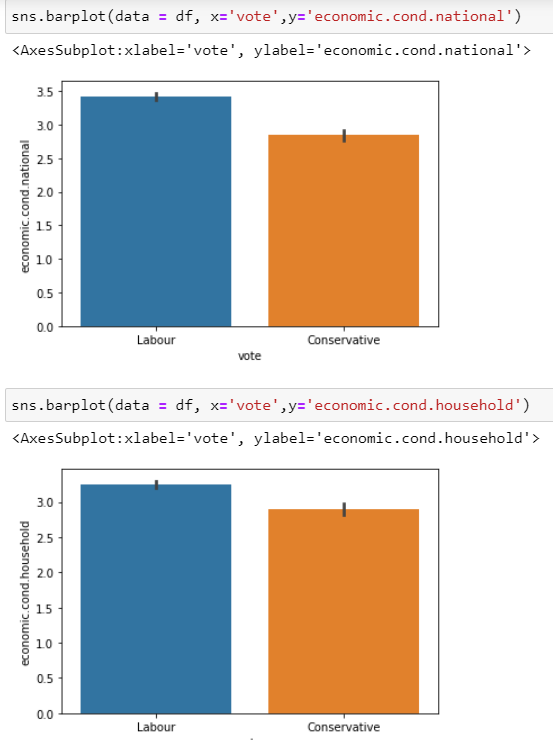 sns.barplot(data = df, x='vote',y='economic.cond.national')
<AxesSubplot:xlabel='vote', ylabel='economic.cond.national'>
3.5
3.0
2.5
2.0
1.5
1.0
0.5
0.0
economic.cond.national
Labour
Conservative
vote
sns.barplot(data = df, x='vote',y='economic.cond.household')
<AxesSubplot:xlabel='vote', ylabel='economic.cond.household'>
3.0
2.5
2.0
1.5
1.0
0.5
0.0
economic.cond.household
Labour
Conservative